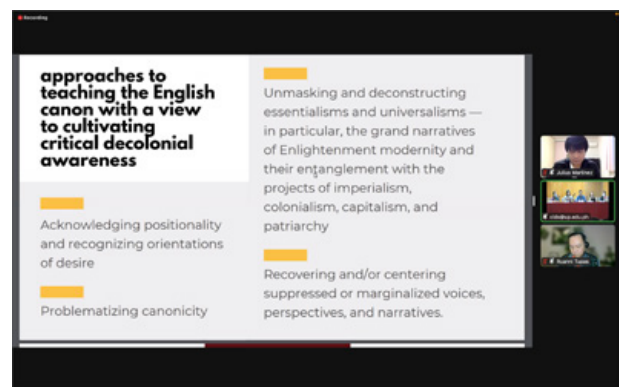 Recording
approaches to
teaching the English
canon with a view
to cultivating
critical decolonial
awareness
Acknowledging positionality
and recognizing orientations
of desire
Problematizing canonicity
Unmasking and deconstructing
essentialisms and universalisms —
in particular, the grand narratives
of Enlightenment modernity and
their entanglement with the
projects of imperialism,
colonialism, capitalism, and
patriarchy
Recovering and/or centering
suppressed or marginalized voices,
perspectives, and narratives.
Julius Martinez
Ruanni Tupas